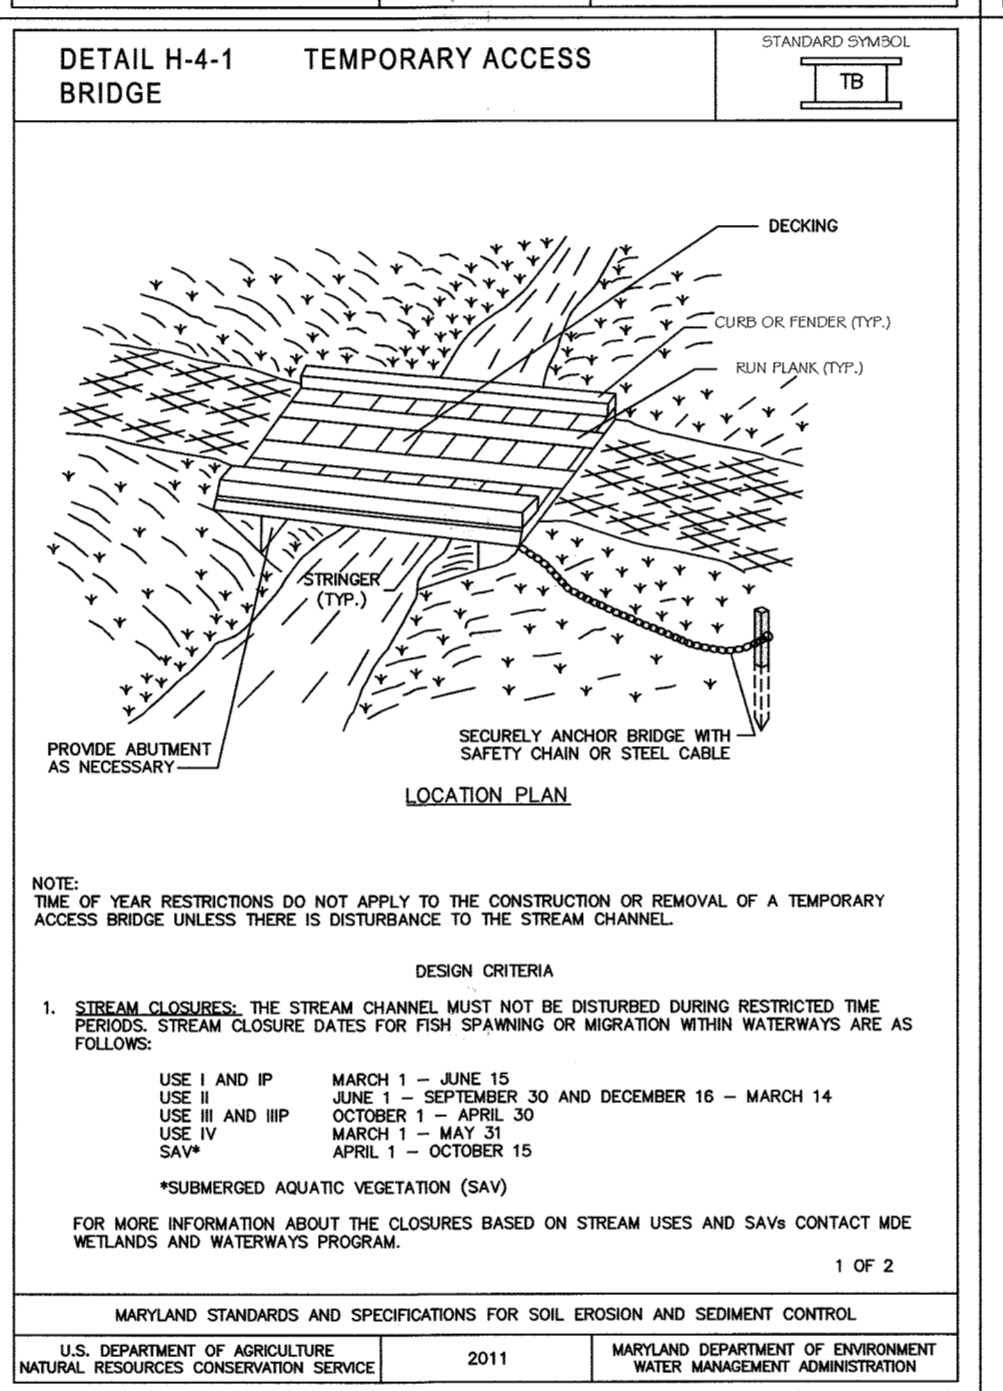 DETAIL H-4-1 TEMPORARY ACCESS
BRIDGE
STANDARD SYMBOL
TB
DECKING
CURB OR FENDER (TYP.)
RUN PLANK (TYP.)
STRINGER
(TYP.)
PROVIDE ABUTMENT
AS NECESSARY
SECURELY ANCHOR BRIDGE WITH
SAFETY CHAIN OR STEEL CABLE
LOCATION PLAN
NOTE:
TIME OF YEAR RESTRICTIONS DO NOT APPLY TO THE CONSTRUCTION OR REMOVAL OF A TEMPORARY
ACCESS BRIDGE UNLESS THERE IS DISTURBANCE TO THE STREAM CHANNEL.
DESIGN CRITERIA
1. STREAM CLOSURES: THE STREAM CHANNEL MUST NOT BE DISTURBED DURING RESTRICTED TIME
PERIODS. STREAM CLOSURE DATES FOR FISH SPAWNING OR MIGRATION WITHIN WATERWAYS ARE AS
FOLLOWS:
USE I AND IP MARCH 1 – JUNE 15
USE II JUNE 1 – SEPTEMBER 30 AND DECEMBER 16 – MARCH 14
USE III AND IIIP OCTOBER 1 – APRIL 30
USE IV MARCH 1 – MAY 31
SAV* APRIL 1 – OCTOBER 15
*SUBMERGED AQUATIC VEGETATION (SAV)
FOR MORE INFORMATION ABOUT THE CLOSURES BASED ON STREAM USES AND SAVs CONTACT MDE
WETLANDS AND WATERWAYS PROGRAM.
1 OF 2
MARYLAND STANDARDS AND SPECIFICATIONS FOR SOIL EROSION AND SEDIMENT CONTROL
U.S. DEPARTMENT OF AGRICULTURE
NATURAL RESOURCES CONSERVATION SERVICE
2011
MARYLAND DEPARTMENT OF ENVIRONMENT
WATER MANAGEMENT ADMINISTRATION